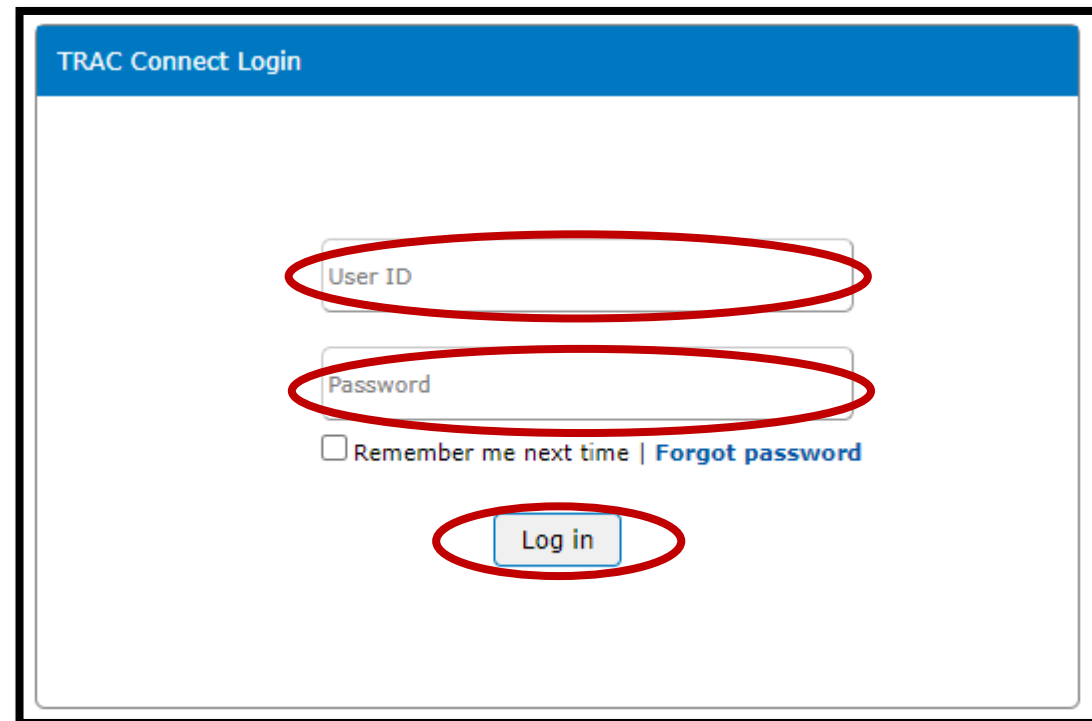 TRAC Connect Login
User ID
Password
Remember me next time | Forgot password
Log in